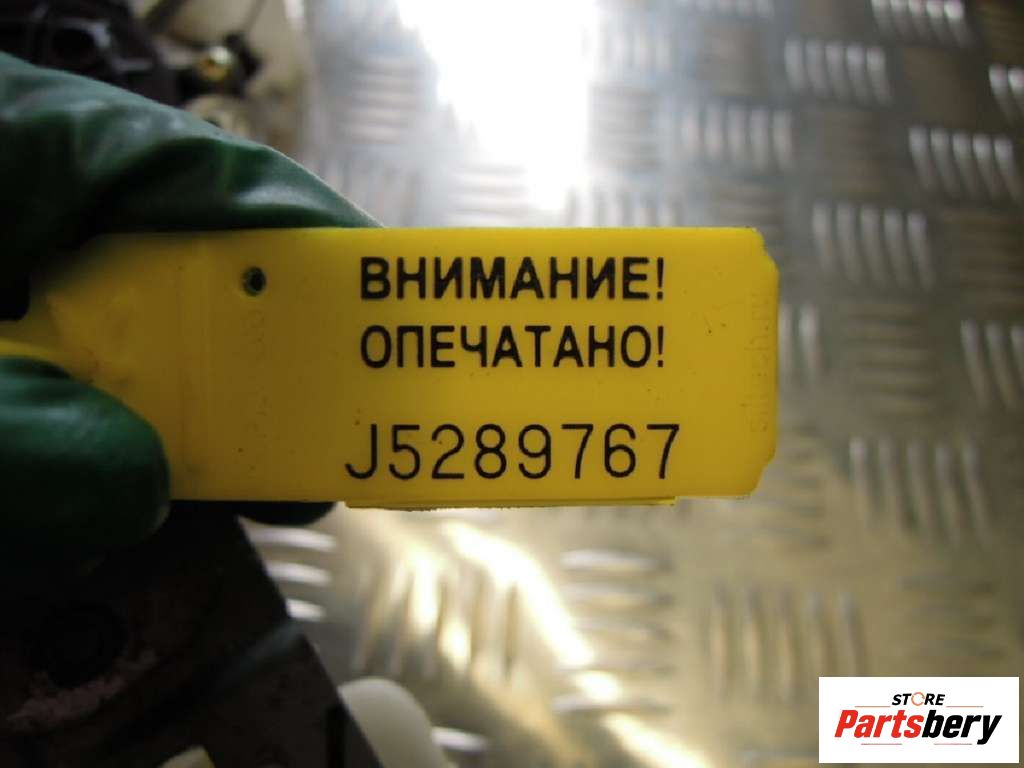 ВНИМАНИЕ!
ОПЕЧАТАНО!
J5289767
STORE
Partsbery